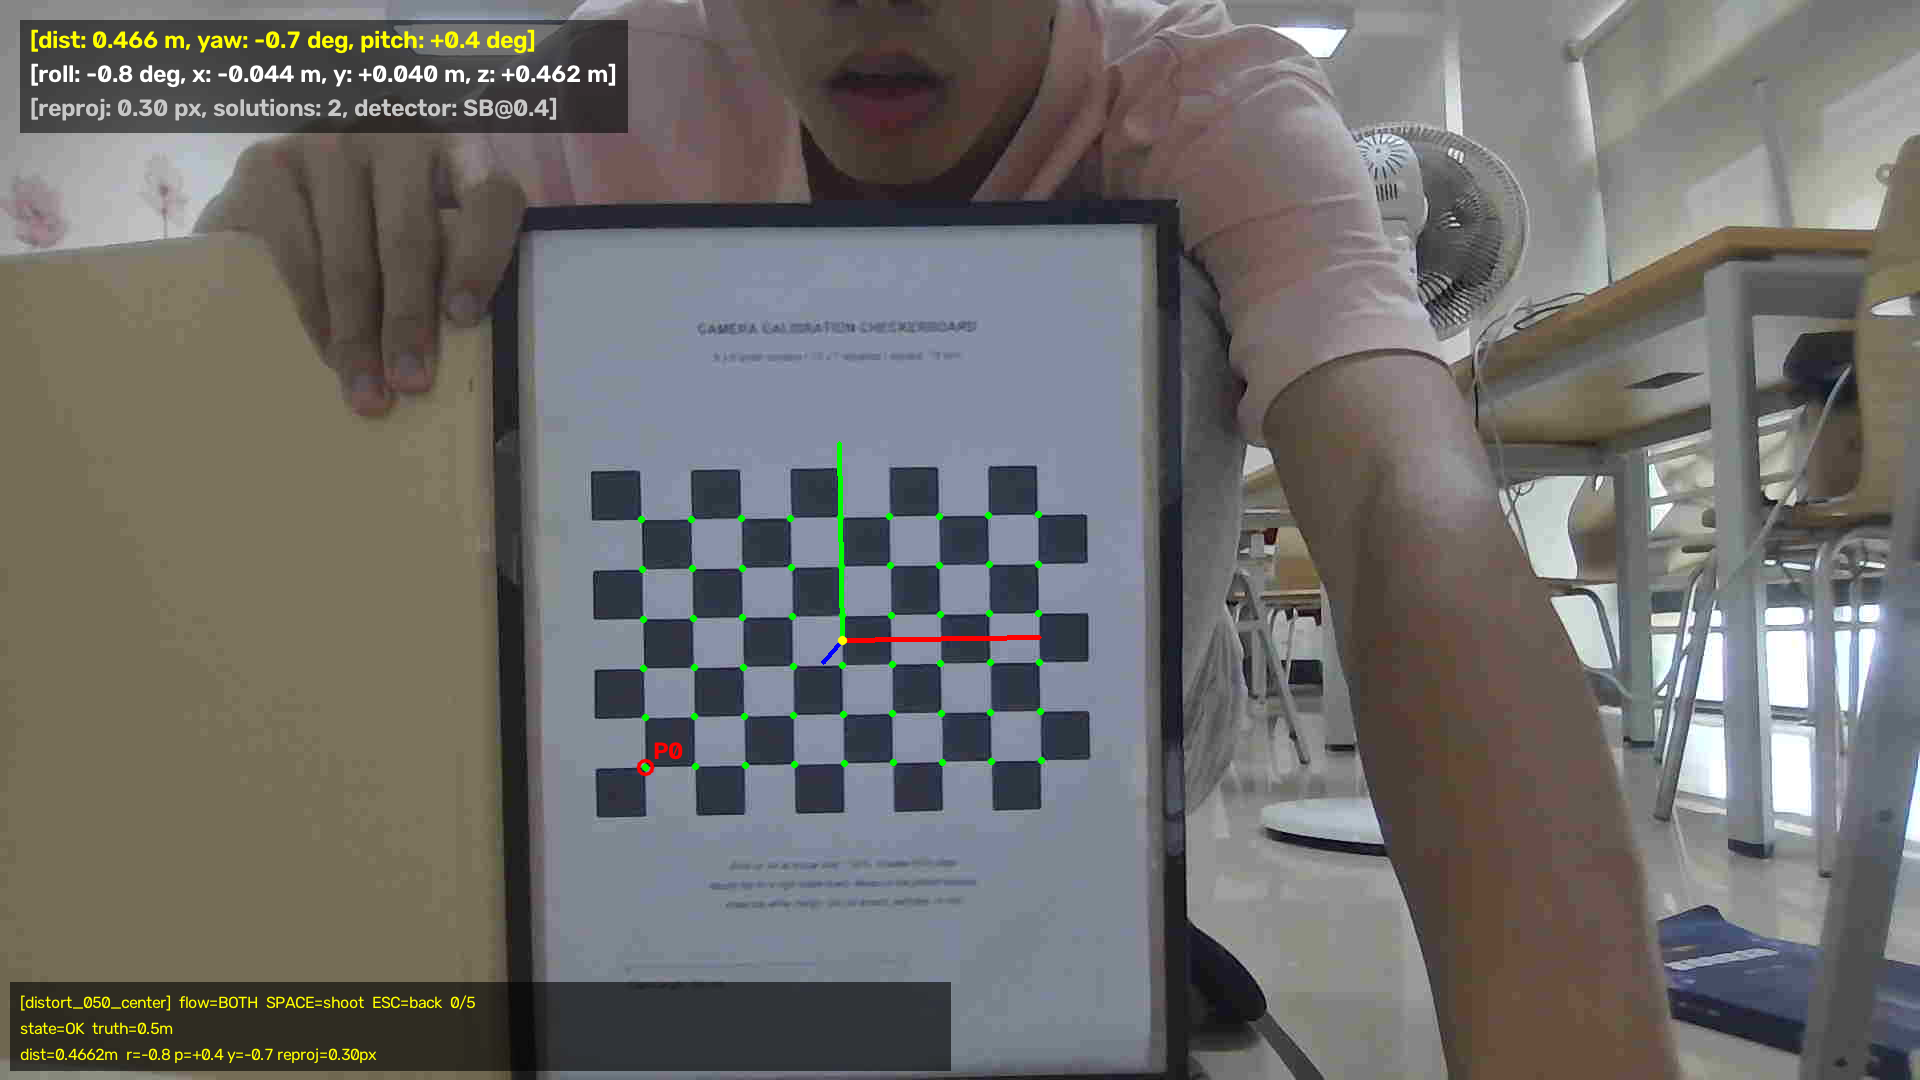 [dist: 0.466 m, yaw: -0.7 deg, pitch: +0.4 deg]
[roll: -0.8 deg, x: -0.044 m, y: +0.040 m, z: +0.462 m]
[reproj: 0.30 px, solutions: 2, detector: SB@0.4]
CAMERA CALIBRATION CHECKERBOARD
P0
[distort_050_center] flow=BOTH SPACE=shoot ESC=back 0/5
state=OK truth=0.5m
dist=0.4662m r=-0.8 p=+0.4 y=-0.7 reproj=0.30px